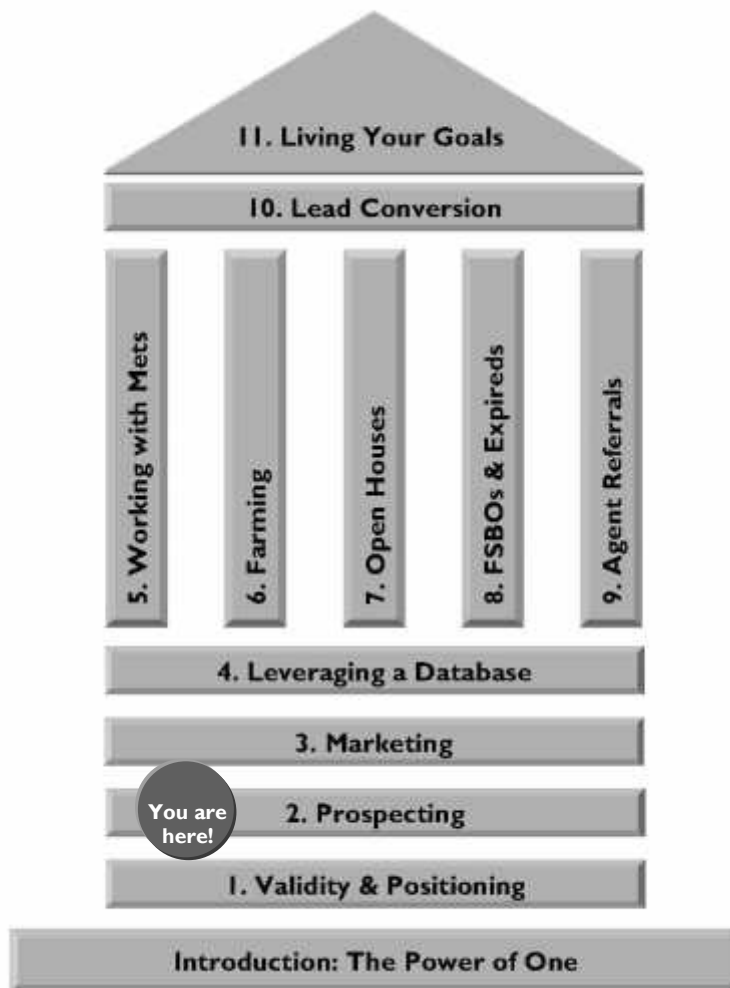 11. Living Your Goals
10. Lead Conversion
5. Working with Mets
6. Farming
7. Open Houses
8. FSBOs & Expireds
9. Agent Referrals
4. Leveraging a Database
3. Marketing
You are
here!
2. Prospecting
1. Validity & Positioning
Introduction: The Power of One